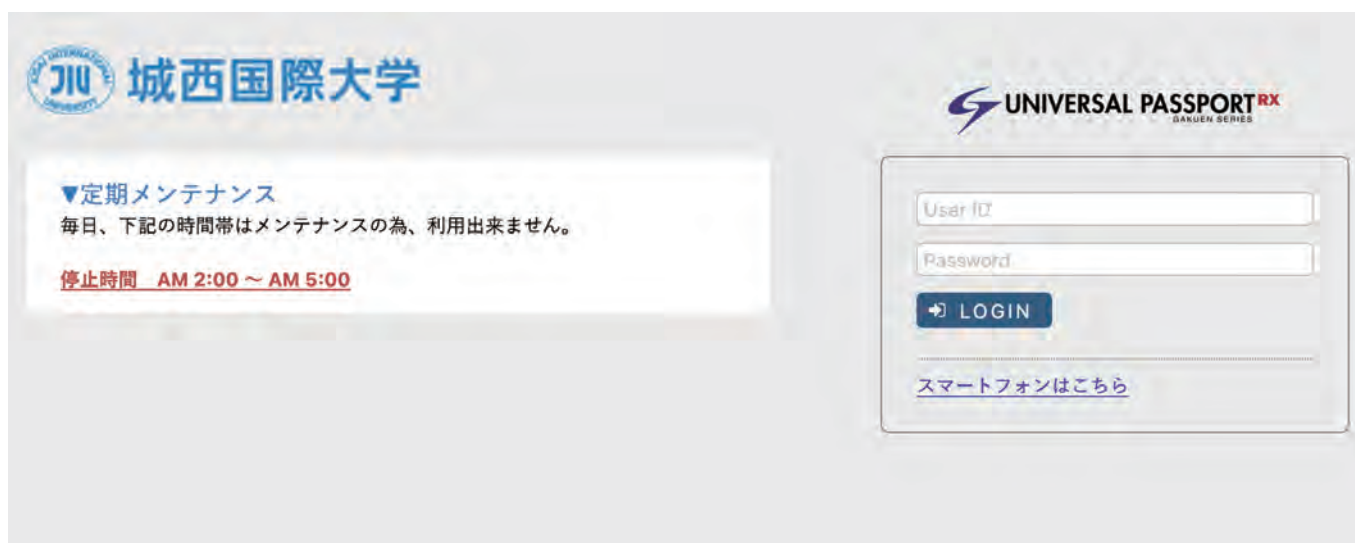 JOSAI INTERNATIONAL UNIVERSITY
JIU
城西国際大学
▼定期メンテナンス
毎日、下記の時間帯はメンテナンスの為、利用出来ません。
停止時間 AM 2:00 ～ AM 5:00
UNIVERSAL PASSPORT RX
GAKUEN SERIES
User ID
Password
LOGIN
スマートフォンはこちら